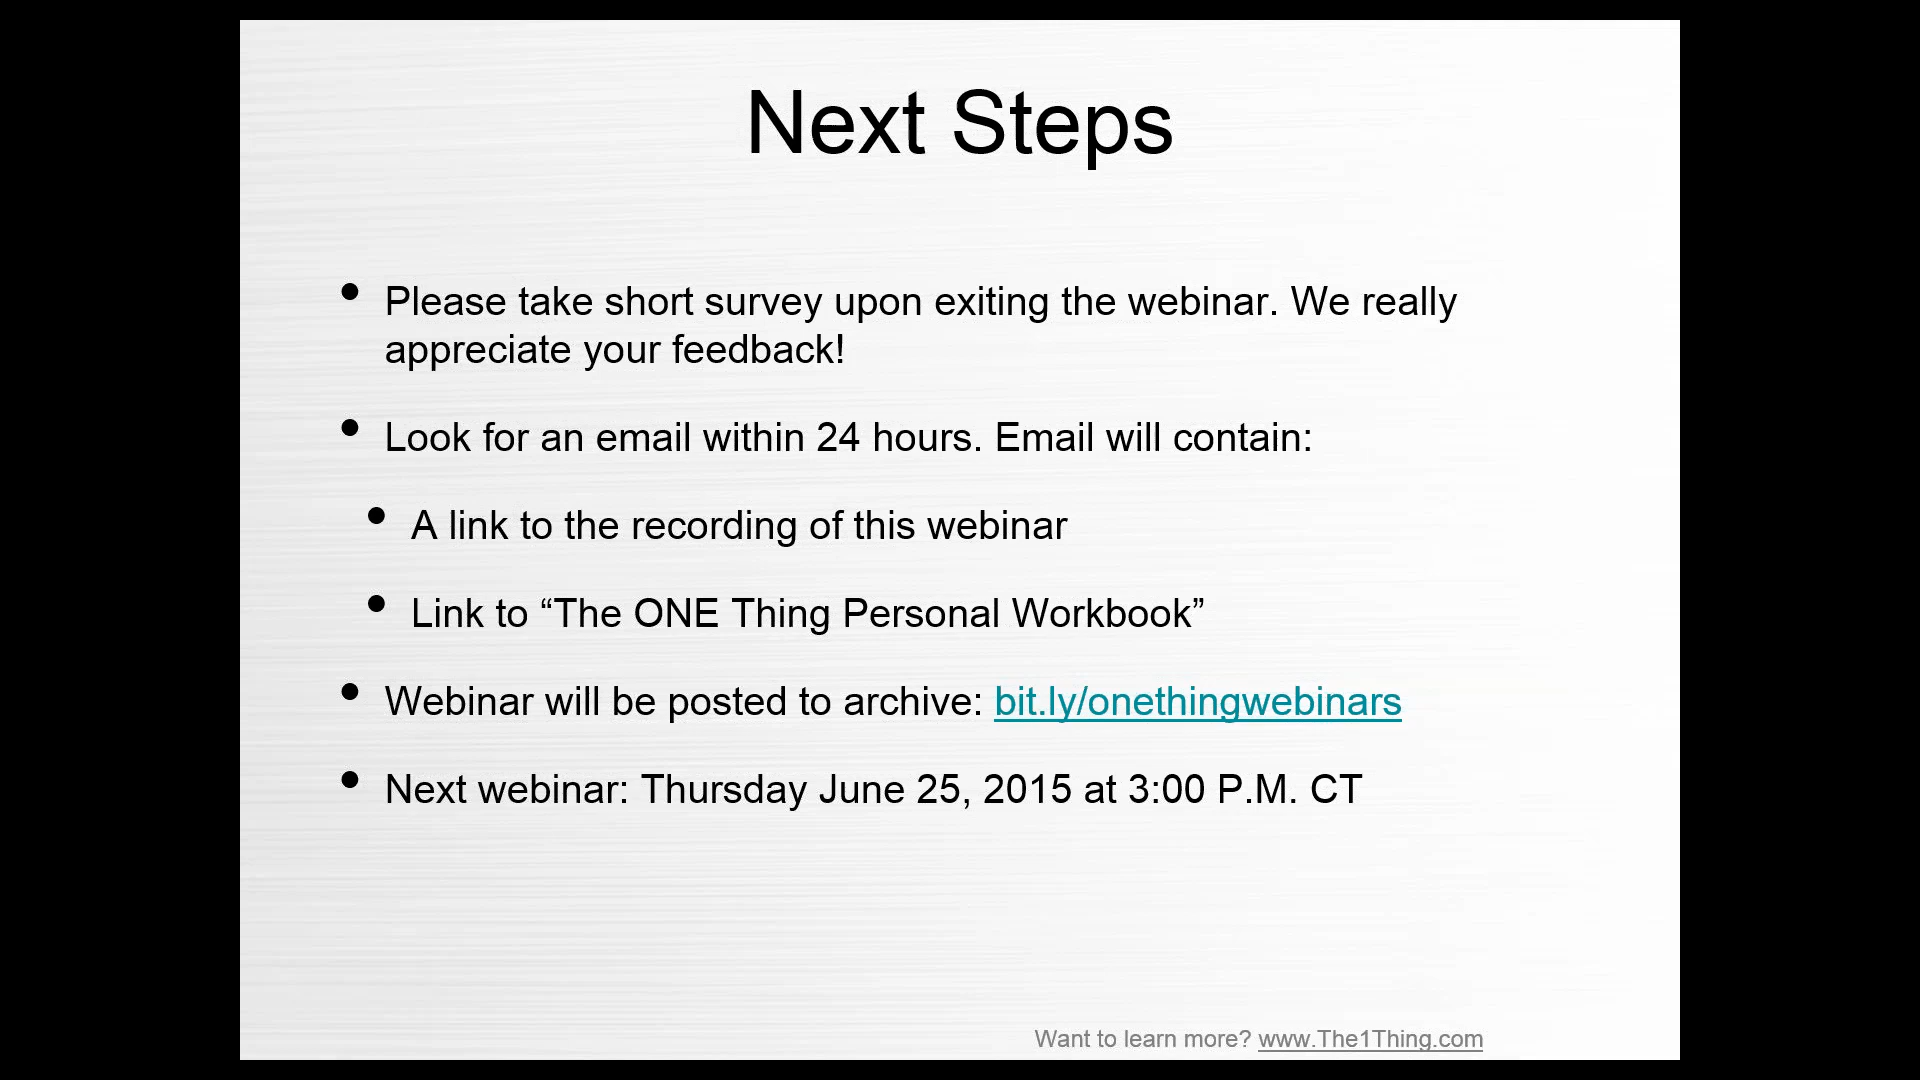 Next Steps
• Please take short survey upon exiting the webinar. We really
appreciate your feedback!
• Look for an email within 24 hours. Email will contain:
• A link to the recording of this webinar
• Link to “The ONE Thing Personal Workbook”
• Webinar will be posted to archive: bit.ly/onethingwebinars
• Next webinar: Thursday June 25, 2015 at 3:00 P.M. CT
Want to learn more? www.The1Thing.com